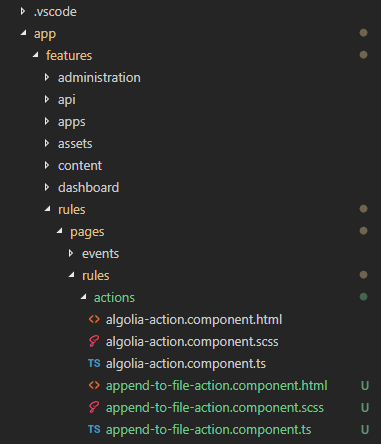 .vscode
app
features
administration
api
apps
assets
content
dashboard
rules
pages
events
rules
actions
<> algolia-action.component.html
algolia-action.component.scss
TS algolia-action.component.ts
<> append-to-file-action.component.html U
append-to-file-action.component.scss U
TS append-to-file-action.component.ts U